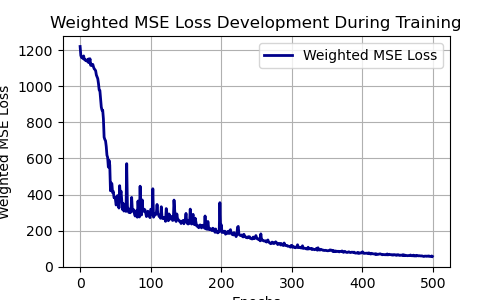 Weighted MSE Loss Development During Training
Weighted MSE Loss
1200
1000
800
600
400
200
0
Weighted MSE Loss
0 100 200 300 400 500
Epochs